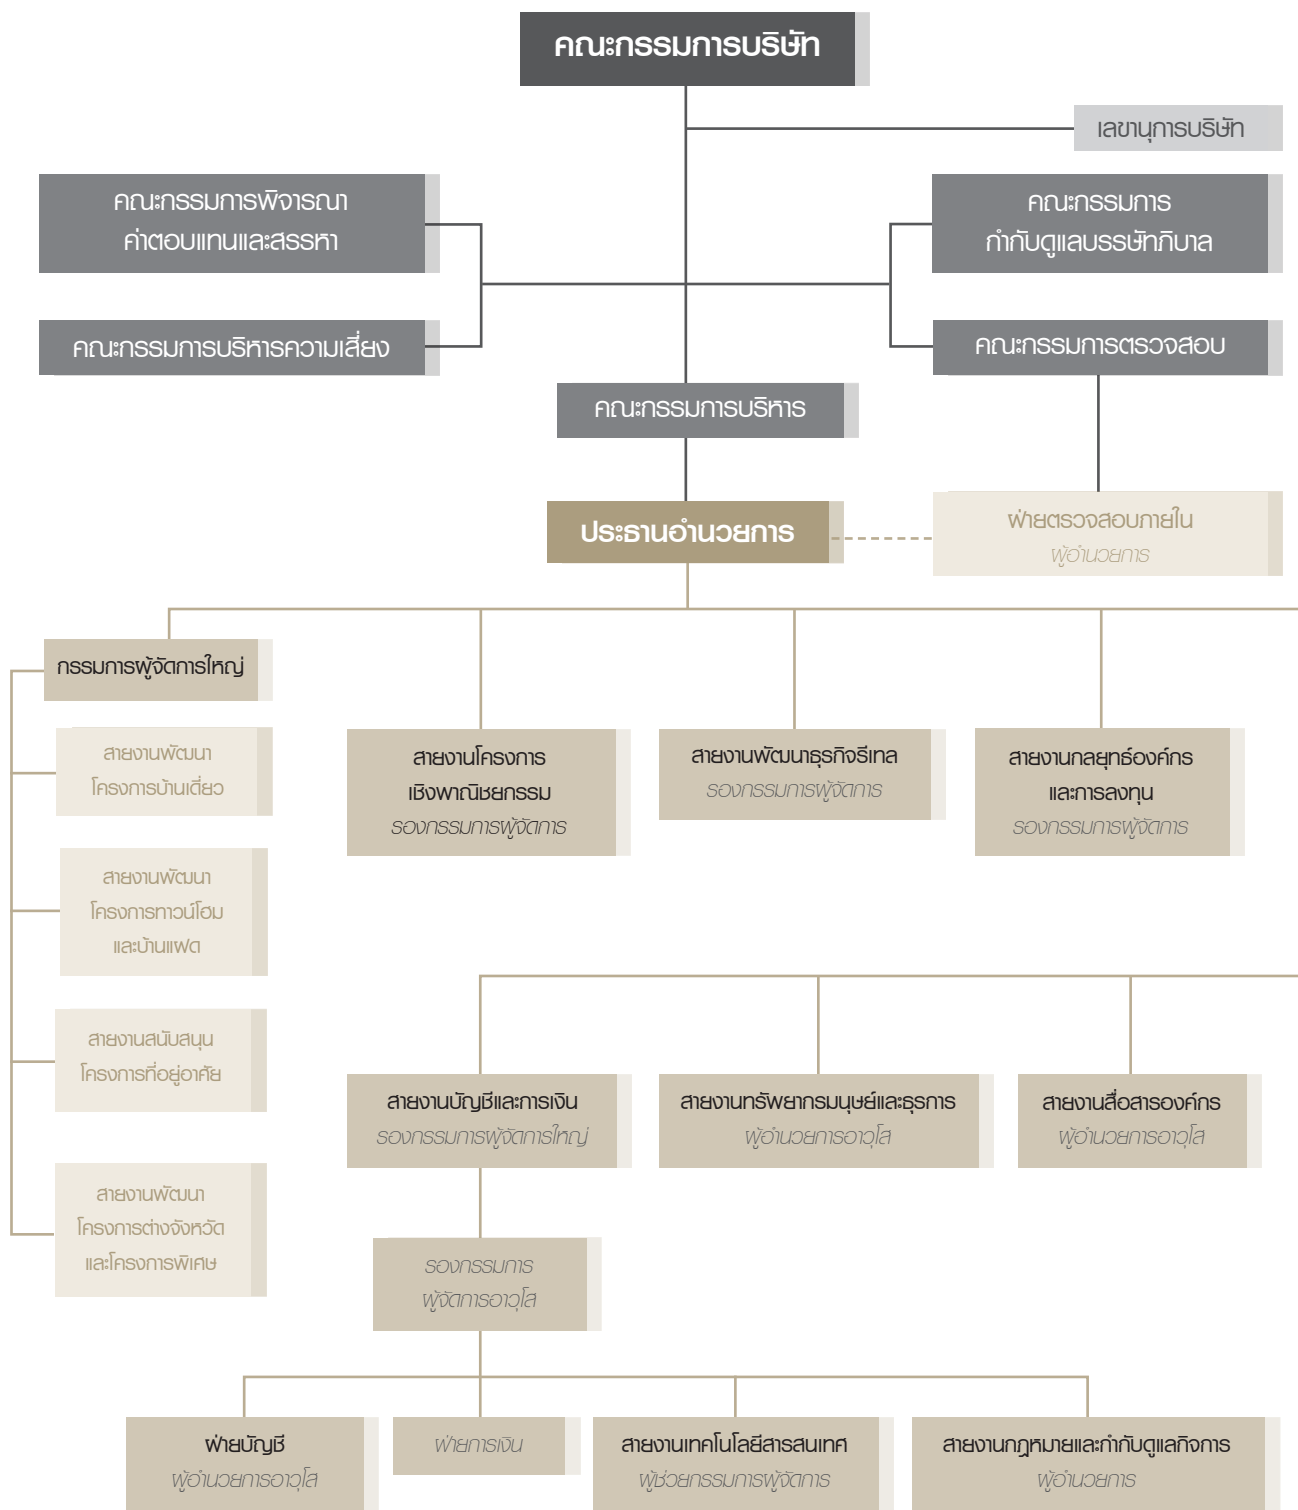 คณะกรรมการบริษัท
เลขานุการบริษัท
คณะกรรมการพิจารณา
ค่าตอบแทนและสรรหา
คณะกรรมการ
กำกับดูแลบรรษัทภิบาล
คณะกรรมการบริหารความเสี่ยง
คณะกรรมการตรวจสอบ
คณะกรรมการบริหาร
ประธานอำนวยการ
ฝ่ายตรวจสอบภายใน
ผู้อำนวยการ
กรรมการผู้จัดการใหญ่
สายงานพัฒนา
โครงการบ้านเดี่ยว
สายงานพัฒนา
โครงการทาวน์โฮม
และบ้านแฝด
สายงานสนับสนุน
โครงการที่อยู่อาศัย
สายงานพัฒนา
โครงการต่างจังหวัด
และโครงการพิเศษ
สายงานโครงการ
เชิงพาณิชยกรรม
รองกรรมการผู้จัดการ
สายงานพัฒนาธุรกิจรีเทล
รองกรรมการผู้จัดการ
สายงานกลยุทธ์องค์กร
และการลงทุน
รองกรรมการผู้จัดการ
สายงานบัญชีและการเงิน
รองกรรมการผู้จัดการใหญ่
สายงานทรัพยากรมนุษย์และธุรการ
ผู้อำนวยการอาวุโส
สายงานสื่อสารองค์กร
ผู้อำนวยการอาวุโส
รองกรรมการ
ผู้จัดการอาวุโส
ฝ่ายบัญชี
ผู้อำนวยการอาวุโส
ฝ่ายการเงิน
สายงานเทคโนโลยีสารสนเทศ
ผู้ช่วยกรรมการผู้จัดการ
สายงานกฎหมายและกำกับดูแลกิจการ
ผู้อำนวยการ